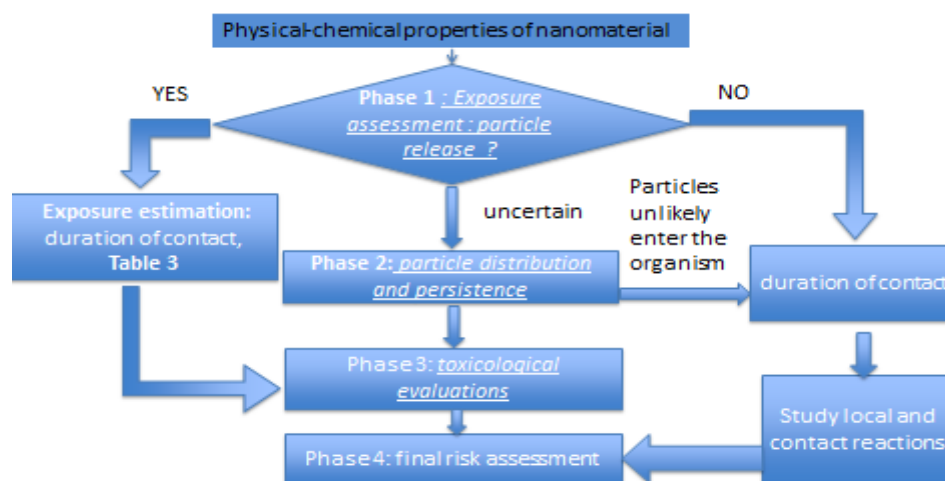 Physical-chemical properties of nanomaterial
YES
Phase 1 : Exposure
assessment : particle
release ?
NO
Exposure estimation:
duration of contact,
Table 3
uncertain
Particles
unlikely
enter the
organism
Phase 2: particle distribution
and persistence
duration of contact
Phase 3: toxicological
evaluations
Study local and
contact reactions
Phase 4: final risk assessment